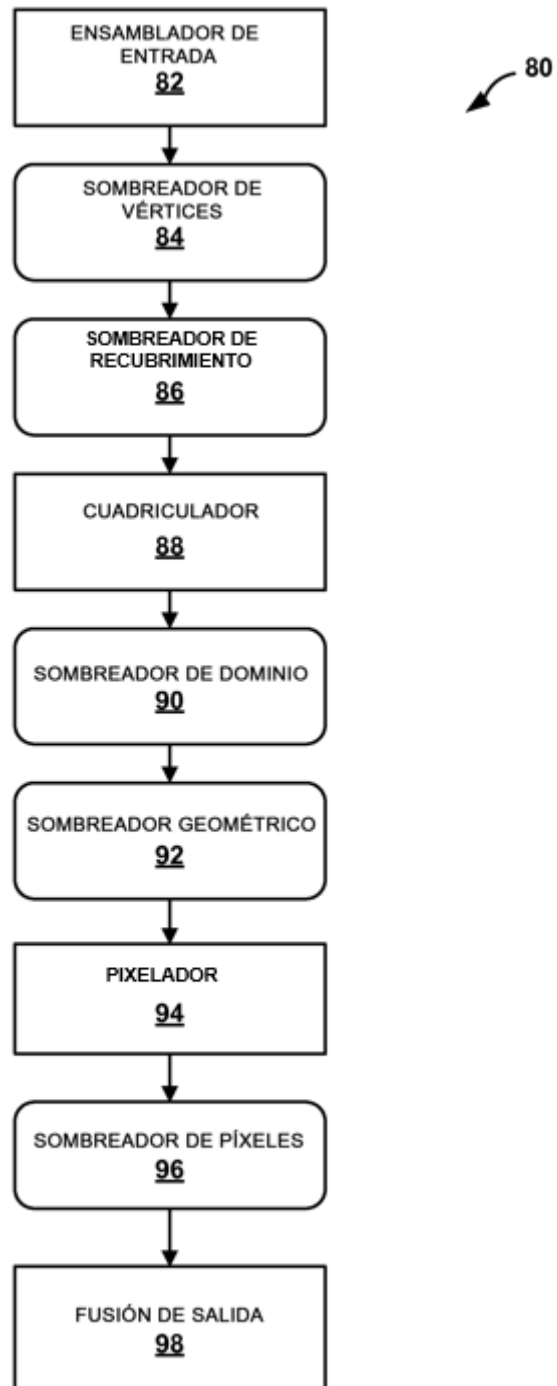 ENSAMBLADOR DE
ENTRADA
82
80
SOMBREADOR DE
VÉRTICES
84
SOMBREADOR DE
RECUBRIMIENTO
86
CUADRICULADOR
88
SOMBREADOR DE DOMINIO
90
SOMBREADOR GEOMÉTRICO
92
PIXELADOR
94
SOMBREADOR DE PÍXELES
96
FUSIÓN DE SALIDA
98